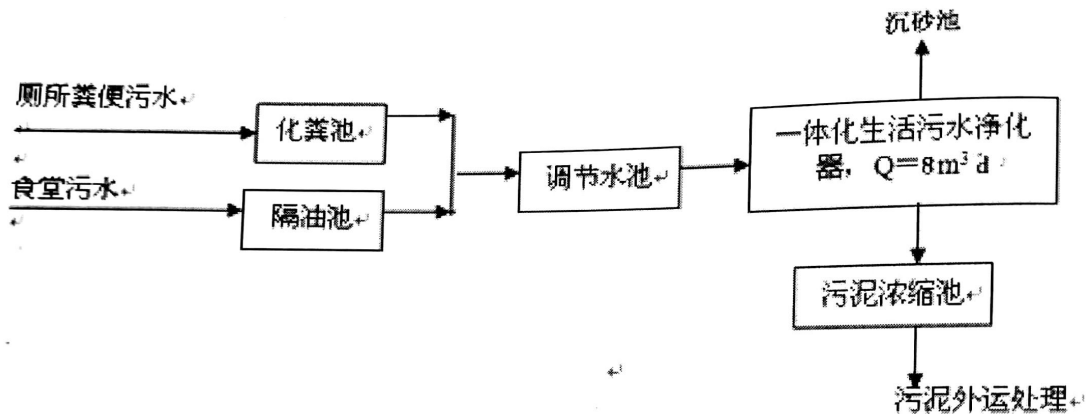 沉砂池
厕所粪便污水
化粪池
一体化生活污水净化
器，Q＝8m³ d
调节水池
食堂污水
隔油池
污泥浓缩池
污泥外运处理